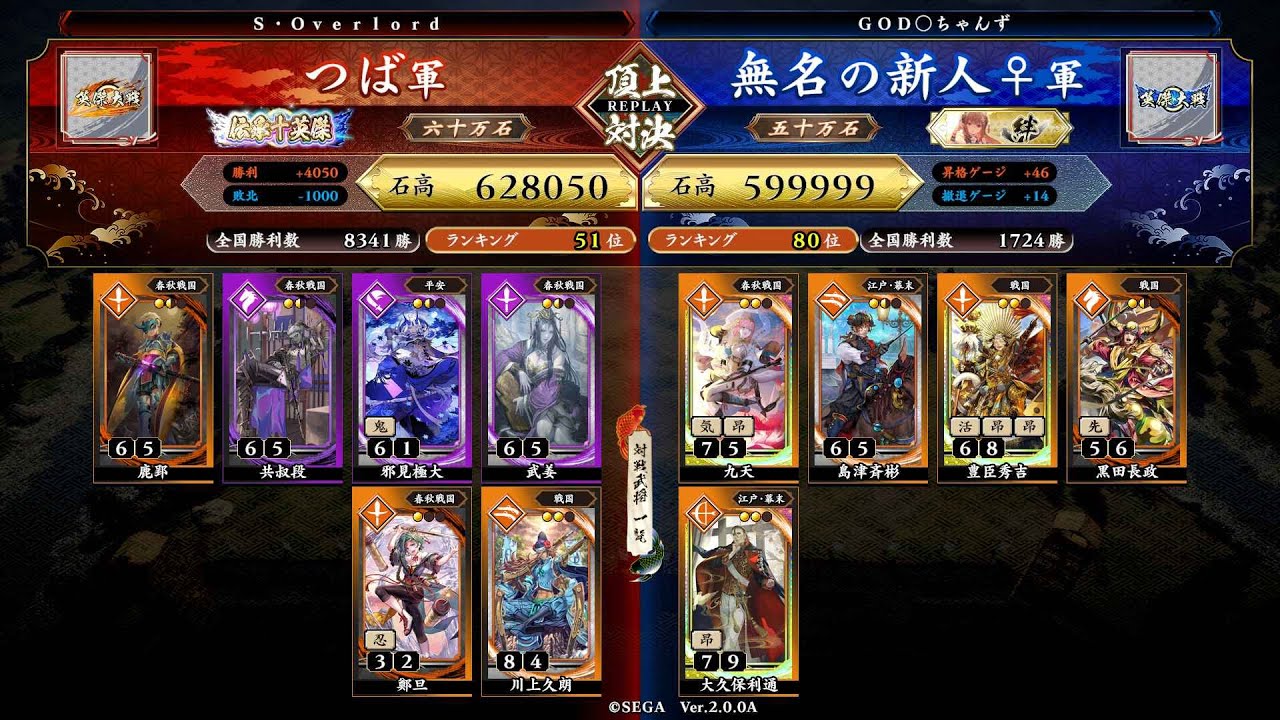 S・Overlord
GOD〇ちゃんず
英傑大戦
つば軍
頂上
REPLAY
対決
無名の新人♀軍
英傑大戦
伝承十英傑
六十万石
五十万石
絆
勝利 +4050
敗北 -1000
石高 628050
石高 599999
昇格ゲージ +46
撤退ゲージ +14
全国勝利数 8341勝
ランキング 51位
ランキング 80位
全国勝利数 1724勝
春秋戦国
6 5
鹿郢
春秋戦国
6 5
共叔段
平安
鬼
6 1
邪見極大
春秋戦国
6 5
武姜
春秋戦国
気 昂
7 5
九天
江戸・幕末
6 5
島津斉彬
戦国
活 昂 昂
6 8
豊臣秀吉
戦国
先
5 6
黒田長政
対戦武将一覧
春秋戦国
忍
3 2
鄭旦
戦国
8 4
川上久朗
江戸・幕末
昂
7 9
大久保利通
©SEGA Ver.2.0.0A